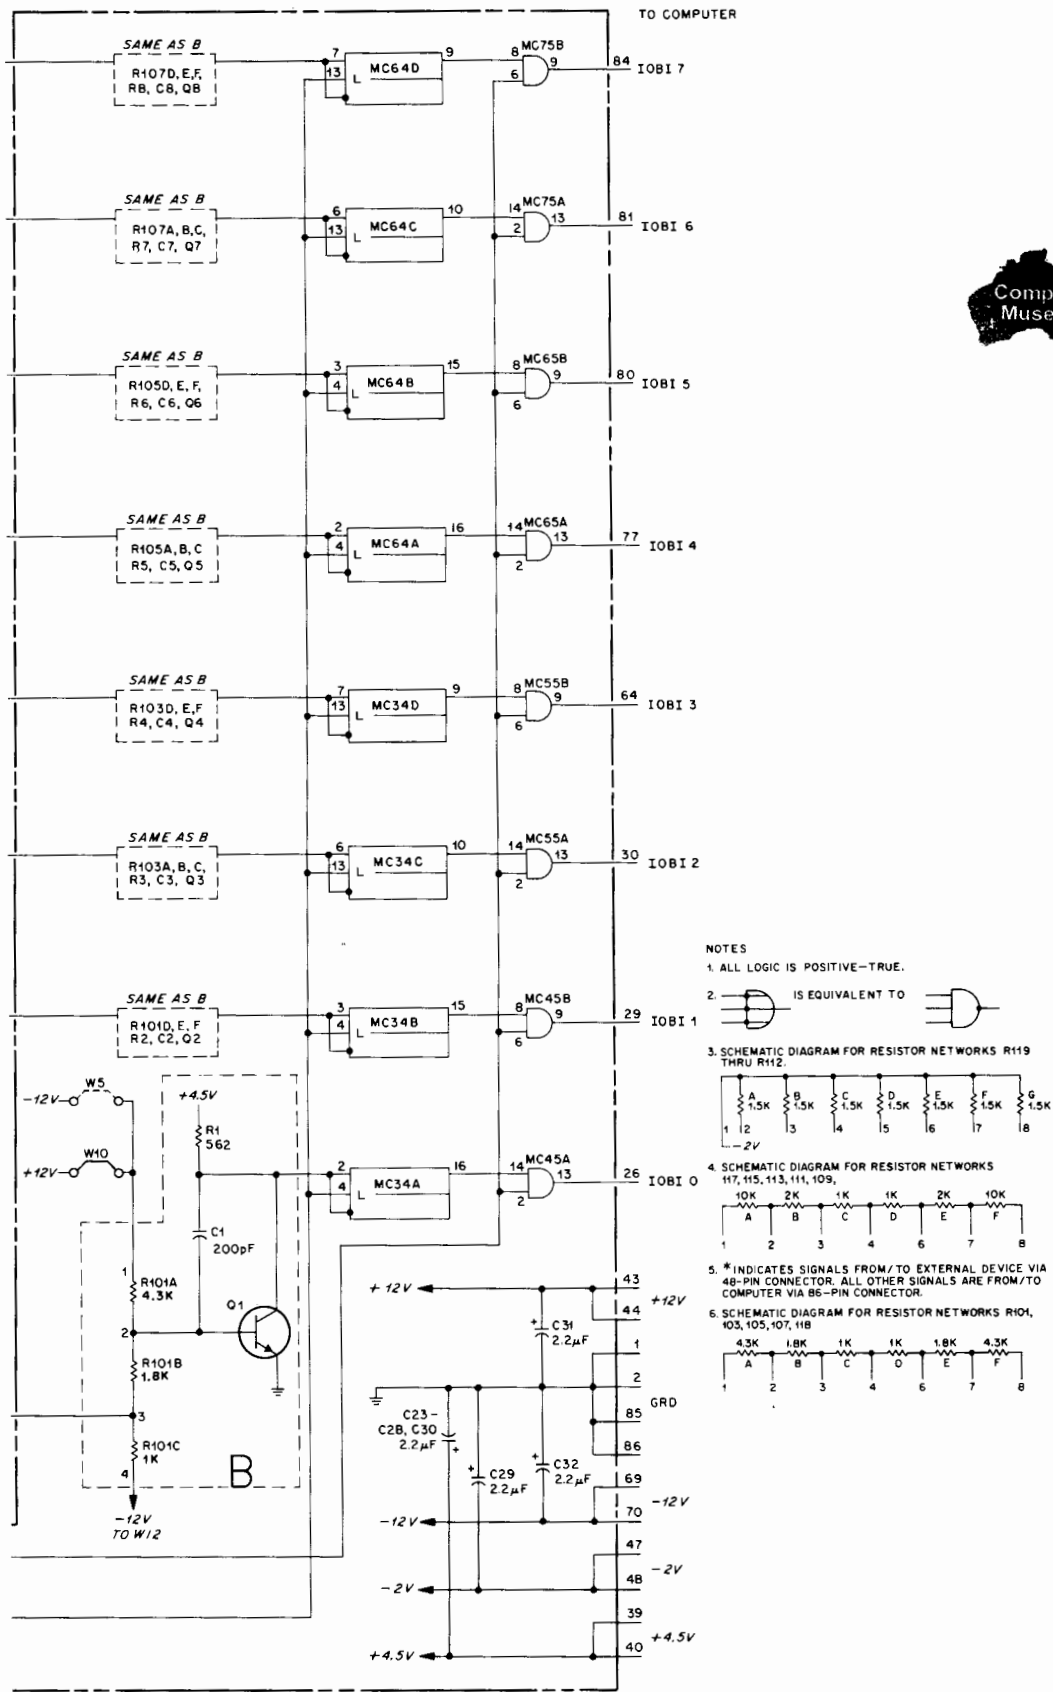 TO COMPUTER
SAME AS B
R107D, E,F,
R8, C8, Q8
7
13
L
MC64D
9
8
6
MC75B
9
84
IOBI 7
SAME AS B
R107A, B,C,
R7, C7, Q7
6
13
L
MC64C
10
14
2
MC75A
13
81
IOBI 6
Comp
Muse
SAME AS B
R105D, E, F,
R6, C6, Q6
3
4
L
MC64B
15
8
6
MC65B
9
80
IOBI 5
SAME AS B
R105A, B, C
R5, C5, Q5
2
4
L
MC64A
16
14
2
MC65A
13
77
IOBI 4
SAME AS B
R103D, E,F
R4, C4, Q4
7
13
L
MC34D
9
8
6
MC55B
9
64
IOBI 3
SAME AS B
R103A, B, C,
R3, C3, Q3
6
13
L
MC34C
10
14
2
MC55A
13
30
IOBI 2
SAME AS B
R101D, E, F
R2, C2, Q2
3
4
L
MC34B
15
8
6
MC45B
9
29
IOBI 1
-12V
W5
+12V
W10
+4.5V
R1
562
C1
200pF
2
4
L
MC34A
16
14
2
MC45A
13
26
IOBI 0
1
R101A
4.3K
2
Q1
R101B
1.8K
3
R101C
1K
4
B
-12V
TO W12
+12V
43
44
+12V
C31
2.2µF
+
1
2
GRD
85
86
C23 -
C28, C30
2.2µF
+
+
C29
2.2µF
+
C32
2.2µF
69
-12V
70
-12V
47
-2V
48
-2V
39
+4.5V
40
+4.5V
NOTES
1. ALL LOGIC IS POSITIVE-TRUE.
2. IS EQUIVALENT TO
3. SCHEMATIC DIAGRAM FOR RESISTOR NETWORKS R119
THRU R112.
A B C D E F G
1.5K 1.5K 1.5K 1.5K 1.5K 1.5K 1.5K
1 2 3 4 5 6 7 8
-2V
4. SCHEMATIC DIAGRAM FOR RESISTOR NETWORKS
117, 115, 113, 111, 109,
10K 2K 1K 1K 2K 10K
A B C D E F
1 2 3 4 6 7 8
5. * INDICATES SIGNALS FROM/TO EXTERNAL DEVICE VIA
48-PIN CONNECTOR. ALL OTHER SIGNALS ARE FROM/TO
COMPUTER VIA 86-PIN CONNECTOR.
6. SCHEMATIC DIAGRAM FOR RESISTOR NETWORKS R101,
103, 105, 107, 118
4.3K 1.8K 1K 1K 1.8K 4.3K
A B C D E F
1 2 3 4 6 7 8